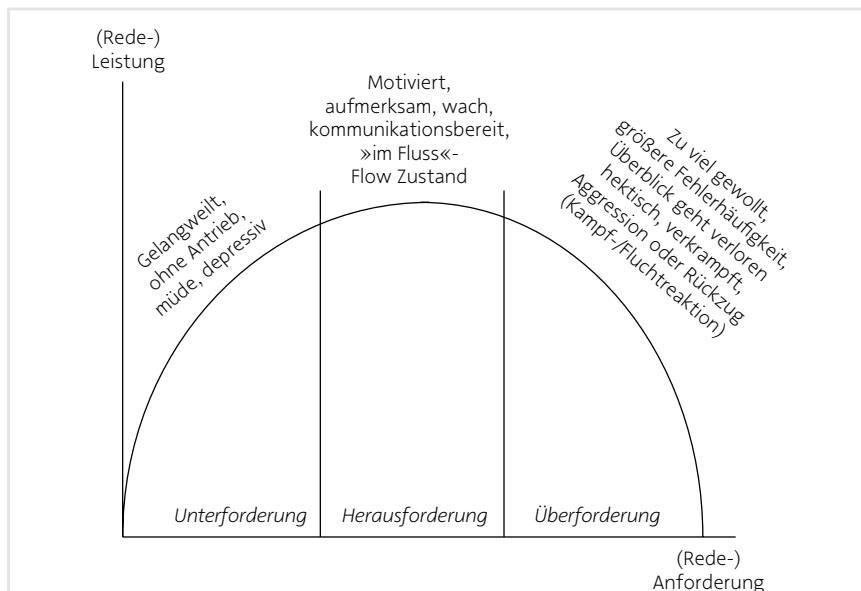 (Rede-)
Leistung
Motiviert,
aufmerksam, wach,
kommunikationsbereit,
»im Fluss«-
Flow Zustand
Gelangweilt,
ohne Antrieb,
müde, depressiv
Zu viel gewollt,
größere Fehlerhäufigkeit,
Überblick geht verloren
hektisch, verkrampft,
Aggression oder Rückzug
(Kampf-/Fluchtreaktion)
Unterforderung
Herausforderung
Überforderung
(Rede-)
Anforderung